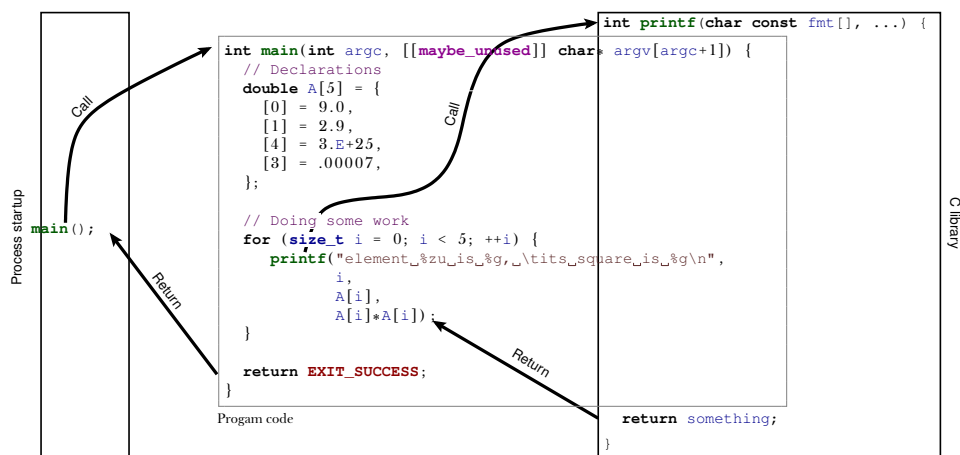 int printf(char const fmt[], ...) {
int main(int argc, [[maybe_unused]] char* argv[argc+1]) {
// Declarations
double A[5] = {
[0] = 9.0,
[1] = 2.9,
[4] = 3.E+25,
[3] = .00007,
};
Call
Call
Process startup
main();
C library
// Doing some work
for (size_t i = 0; i < 5; ++i) {
printf("element␣%zu␣is␣%g,␣\tits␣square␣is␣%g\n",
i,
A[i],
A[i]*A[i]);
}
Return
Return
return EXIT_SUCCESS;
}
Progam code
return something;
}